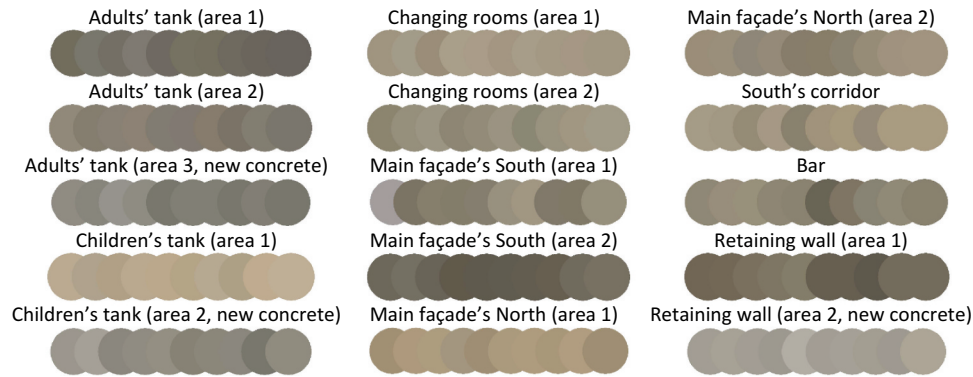 Adults' tank (area 1)
Adults' tank (area 2)
Adults' tank (area 3, new concrete)
Children's tank (area 1)
Children's tank (area 2, new concrete)
Changing rooms (area 1)
Changing rooms (area 2)
Main façade's South (area 1)
Main façade's South (area 2)
Main façade's North (area 1)
Main façade's North (area 2)
South's corridor
Bar
Retaining wall (area 1)
Retaining wall (area 2, new concrete)